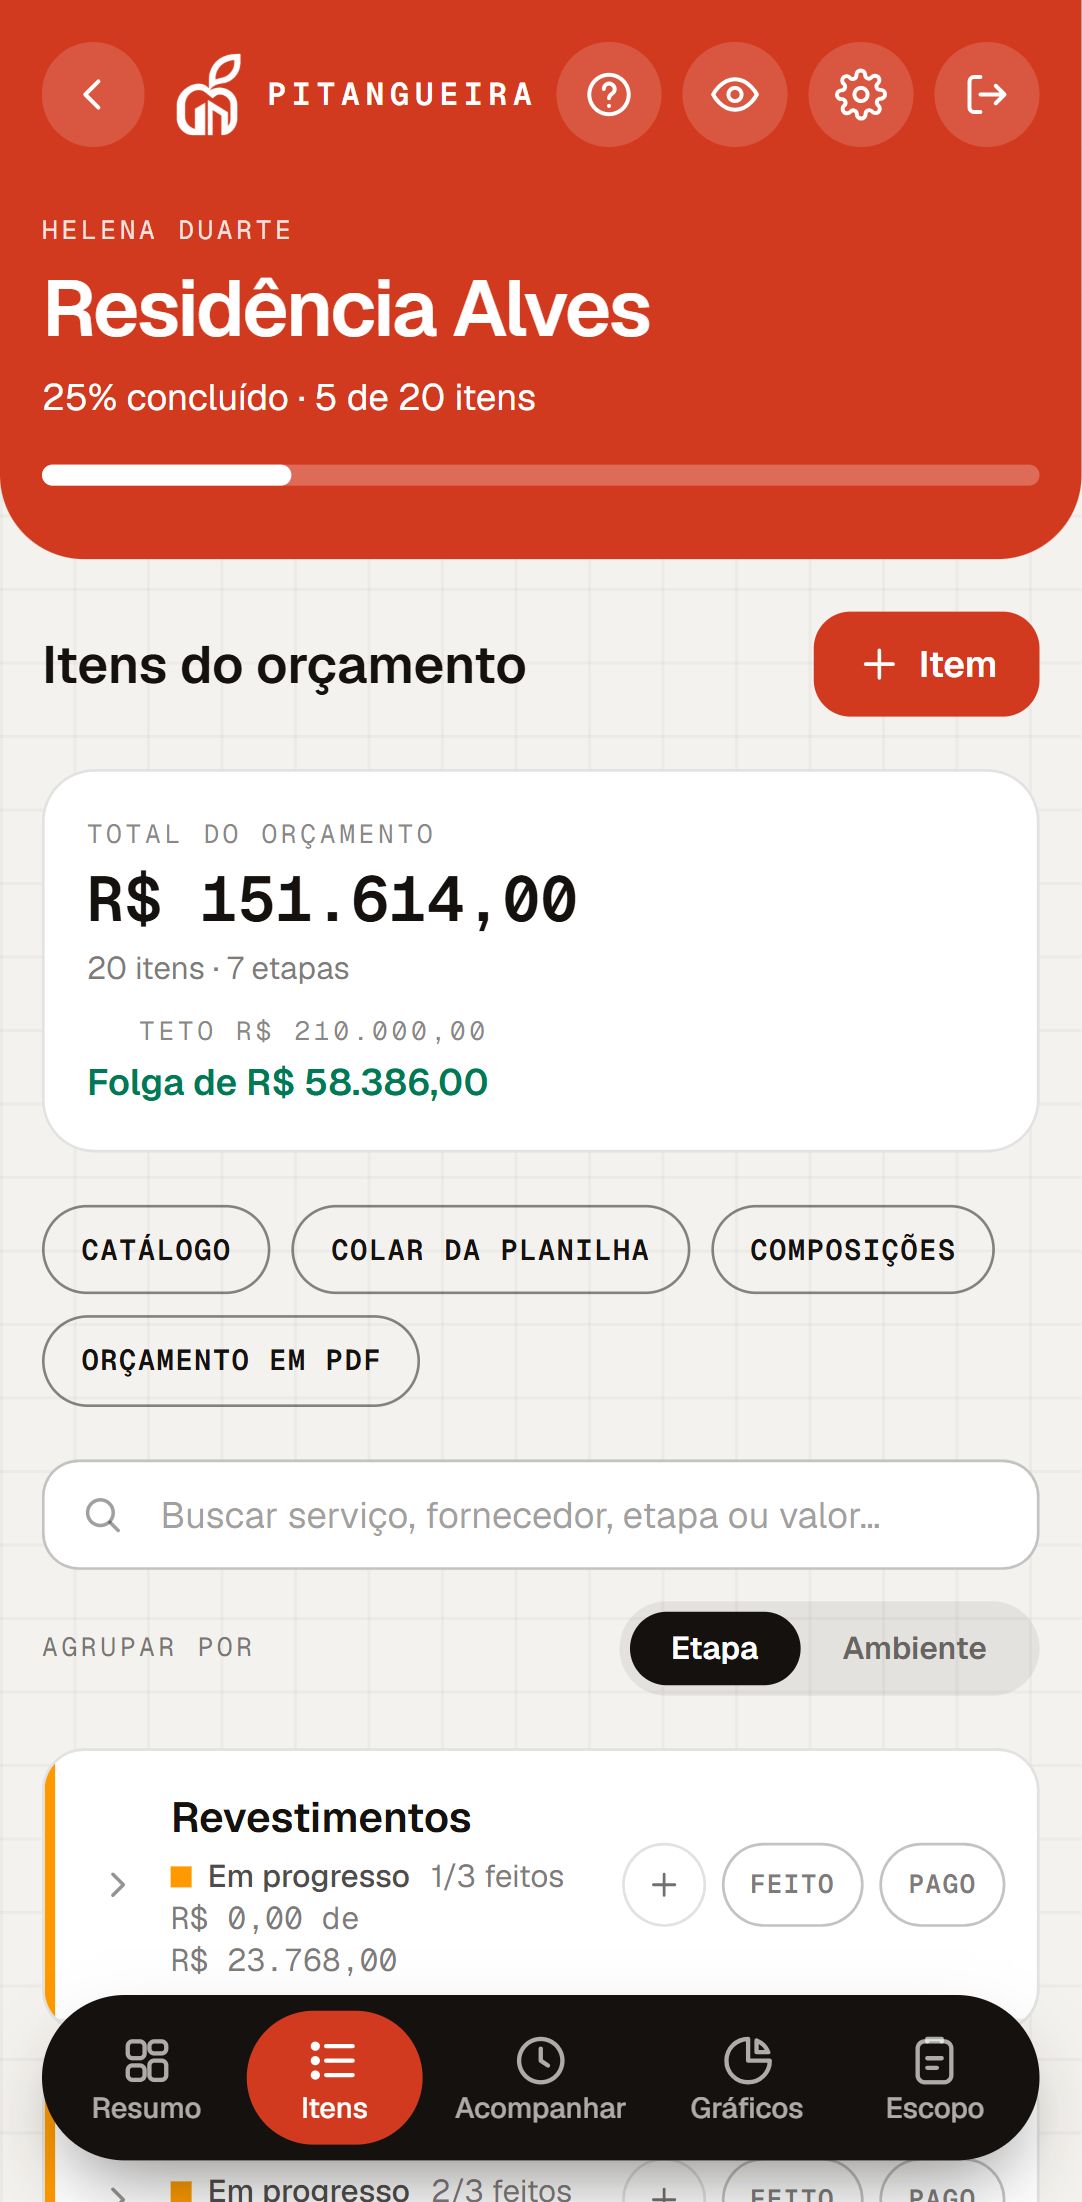 PITANGUEIRA
HELENA DUARTE
Residência Alves
25% concluído · 5 de 20 itens
Itens do orçamento
Item
TOTAL DO ORÇAMENTO
R$ 151.614,00
20 itens · 7 etapas
TETO R$ 210.000,00
Folga de R$ 58.386,00
CATÁLOGO
COLAR DA PLANILHA
COMPOSIÇÕES
ORÇAMENTO EM PDF
Buscar serviço, fornecedor, etapa ou valor...
AGRUPAR POR
Etapa
Ambiente
Revestimentos
Em progresso 1/3 feitos
R$ 0,00 de
R$ 23.768,00
FEITO
PAGO
Resumo
Itens
Acompanhar
Gráficos
Escopo
Em progresso 2/3 feitos
FEITO
PAGO